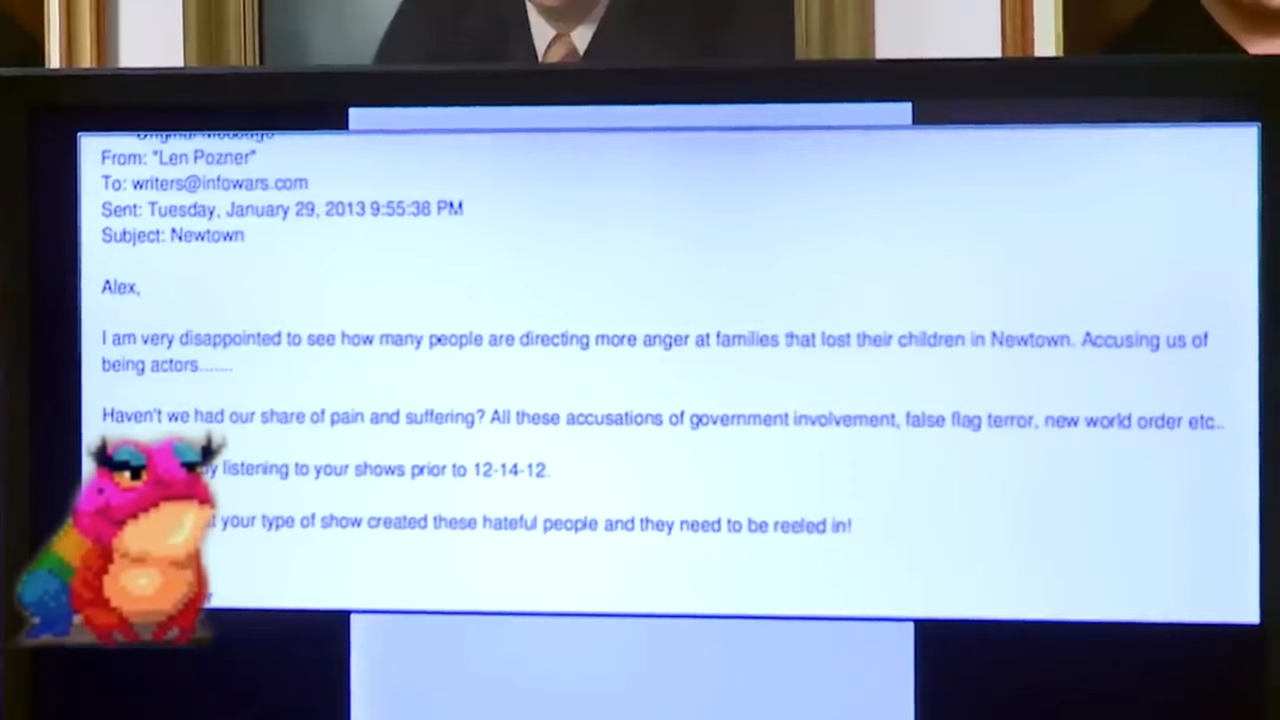 Original Message
From: "Len Pozner"
To: writers@infowars.com
Sent: Tuesday, January 29, 2013 9:55:38 PM
Subject: Newtown
Alex,
I am very disappointed to see how many people are directing more anger at families that lost their children in Newtown. Accusing us of
being actors.......
Haven't we had our share of pain and suffering? All these accusations of government involvement, false flag terror, new world order etc..
listening to your shows prior to 12-14-12.
your type of show created these hateful people and they need to be reeled in!